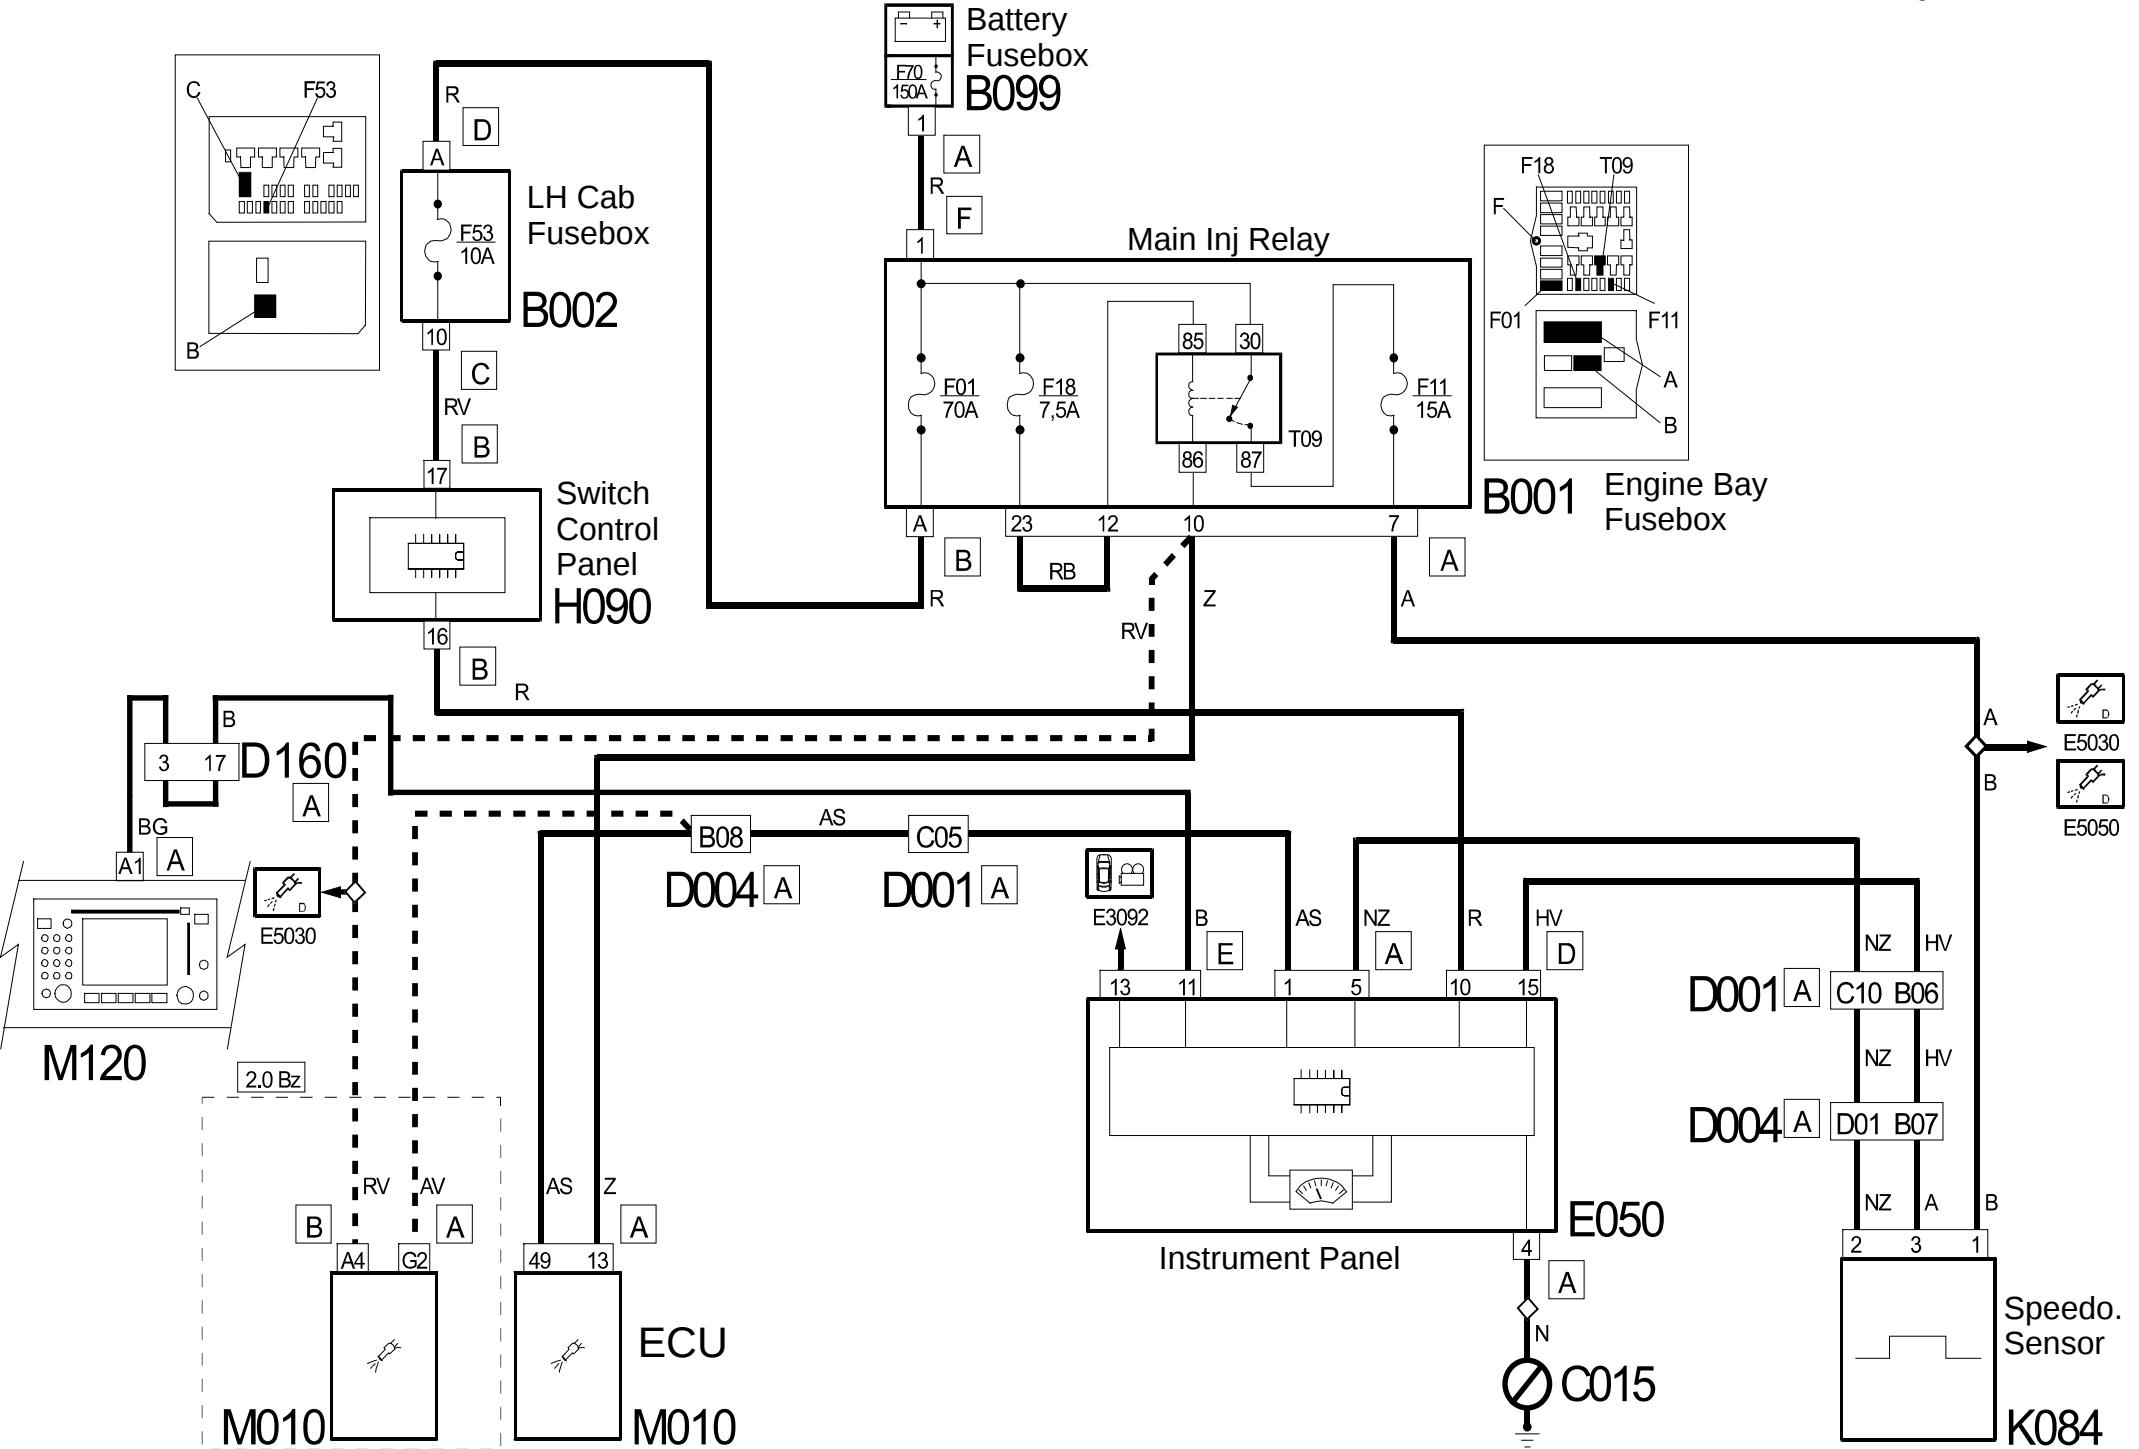 Battery
Fusebox
B099
F70
150A
1
A
R
F
1
C
F53
B
R
D
A
LH Cab
Fusebox
F53
10A
B002
10
C
RV
B
17
Switch
Control
Panel
H090
16
B
R
Main Inj Relay
85
30
F01
70A
F18
7,5A
F11
15A
T09
86
87
B001
Engine Bay
Fusebox
F18
T09
F
F01
F11
A
B
A
23
12
10
7
B
RB
A
R
Z
A
RV
A
E5030
B
E5050
B
3
17
D160
A
BG
A
A1
E5030
D
D
D
M120
2.0 Bz
B08
AS
C05
D004
A
D001
A
E3092
B
AS
NZ
R
HV
E
A
D
13
11
1
5
10
15
NZ
HV
D001
A
C10
B06
NZ
HV
D004
A
D01
B07
NZ
A
B
2
3
1
RV
AV
AS
Z
B
A
A
A4
G2
49
13
E050
Instrument Panel
4
A
N
C015
ECU
M010
M010
Speedo.
Sensor
K084